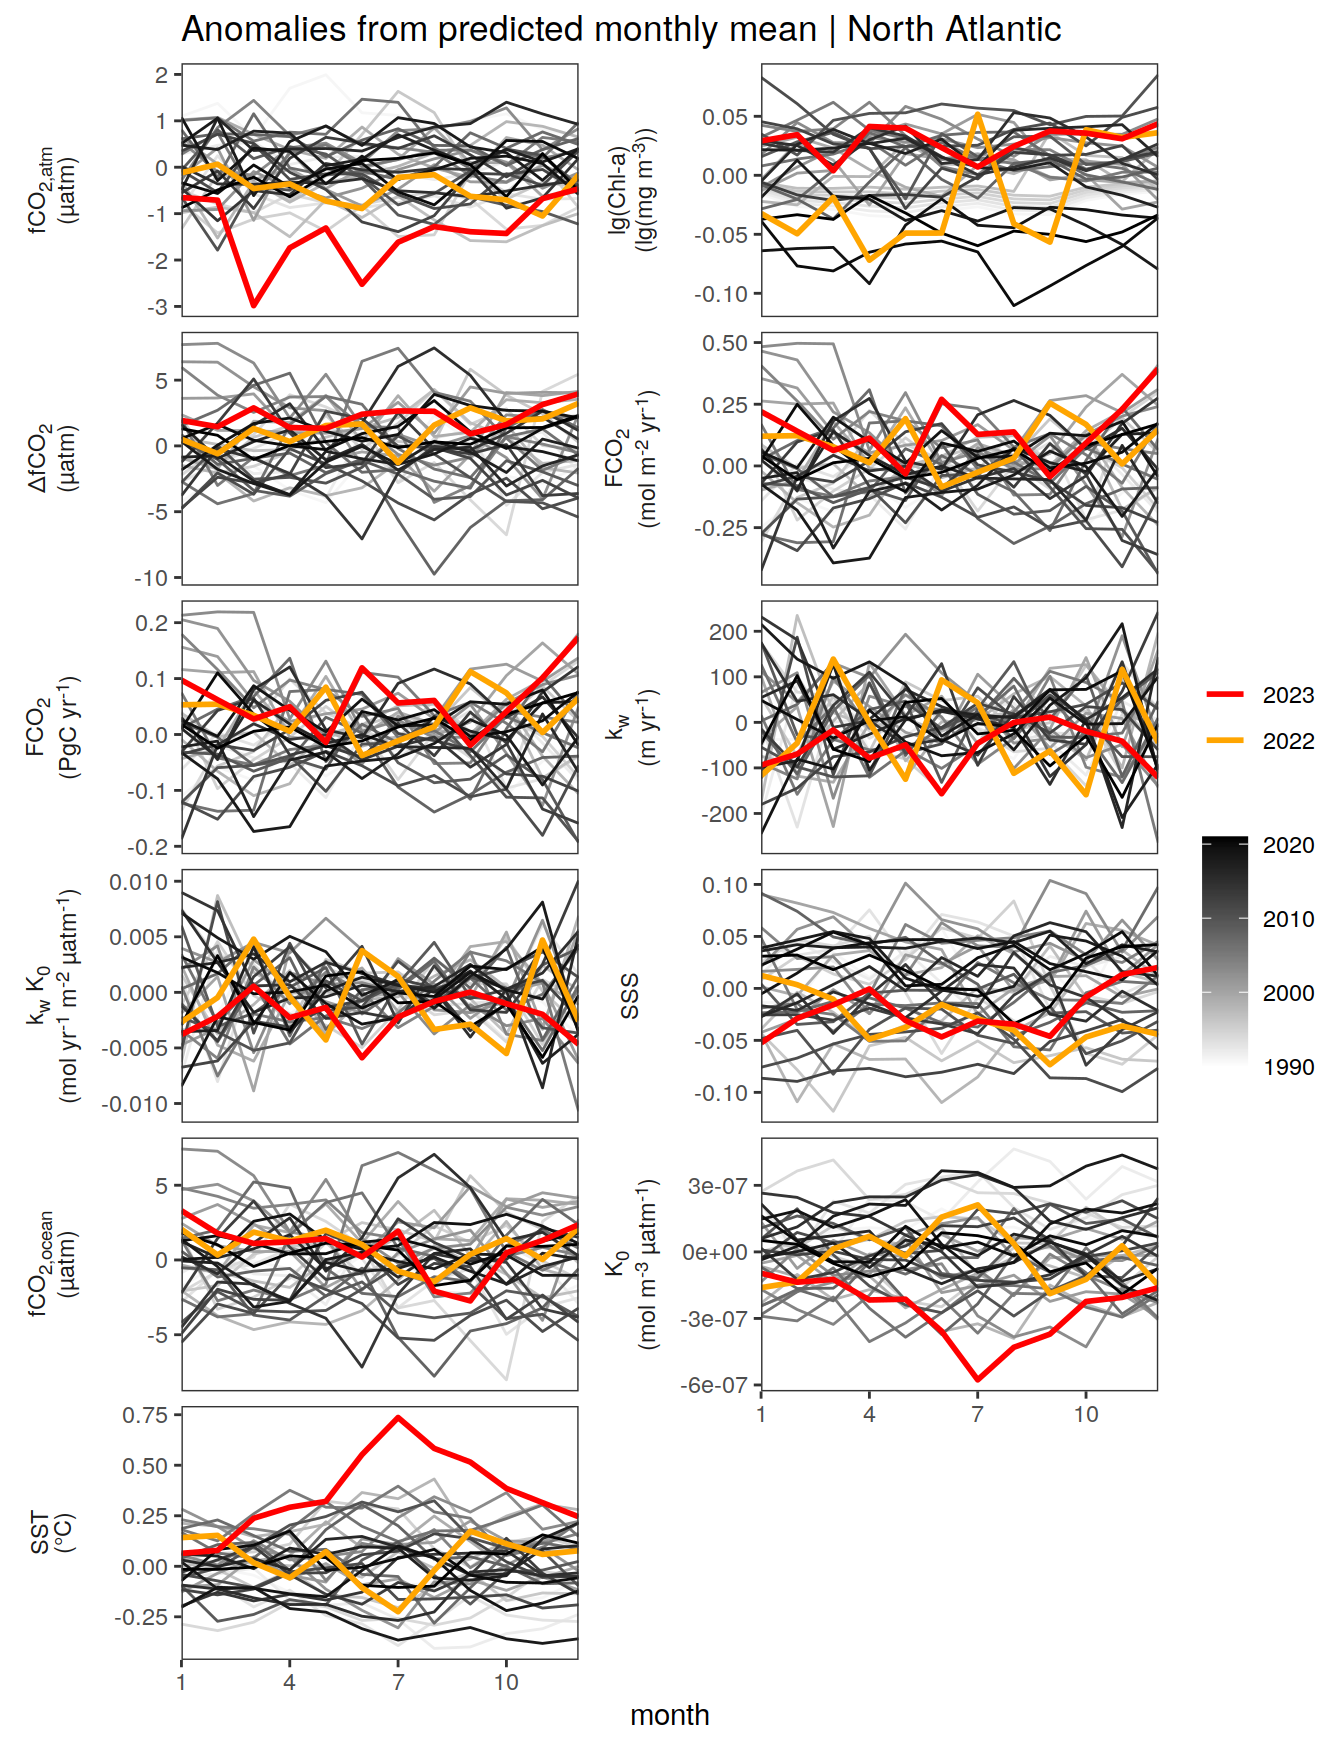 Anomalies from predicted monthly mean | North Atlantic
fCO2,atm
(µatm)
2
1
0
-1
-2
-3
lg(Chl-a)
(lg(mg m-3))
0.05
0.00
-0.05
-0.10
ΔfCO2
(µatm)
5
0
-5
-10
FCO2
(mol m-2 yr-1)
0.50
0.25
0.00
-0.25
FCO2
(PgC yr-1)
0.2
0.1
0.0
-0.1
-0.2
kw
(m yr-1)
200
100
0
-100
-200
kw K0
(mol yr-1 m-2 µatm-1)
0.010
0.005
0.000
-0.005
-0.010
SSS
0.10
0.05
0.00
-0.05
-0.10
fCO2,ocean
(µatm)
5
0
-5
K0
(mol m-3 µatm-1)
3e-07
0e+00
-3e-07
-6e-07
1 4 7 10
SST
(°C)
0.75
0.50
0.25
0.00
-0.25
1 4 7 10
month
2023
2022
2020
2010
2000
1990